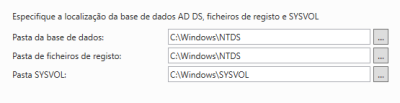 Especifique a localização da base de dados AD DS, ficheiros de registo e SYSVOL
Pasta da base de dados: C:\Windows\NTDS ...
Pasta de ficheiros de registo: C:\Windows\NTDS ...
Pasta SYSVOL: C:\Windows\SYSVOL ...